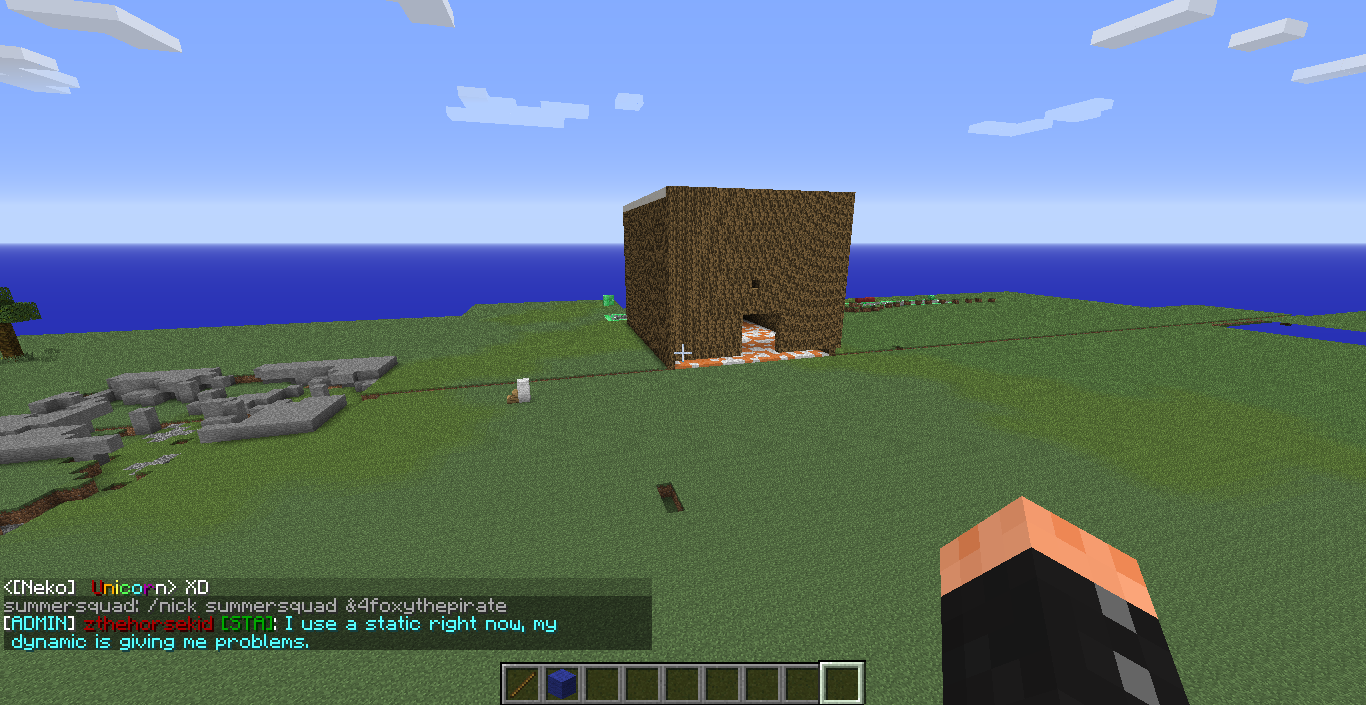 <[Neko] Unicorn> XD
summersquad: /nick summersquad &4foxythepirate
[ADMIN] zthehorsekid [STA]: I use a static right now, my
dynamic is giving me problems.